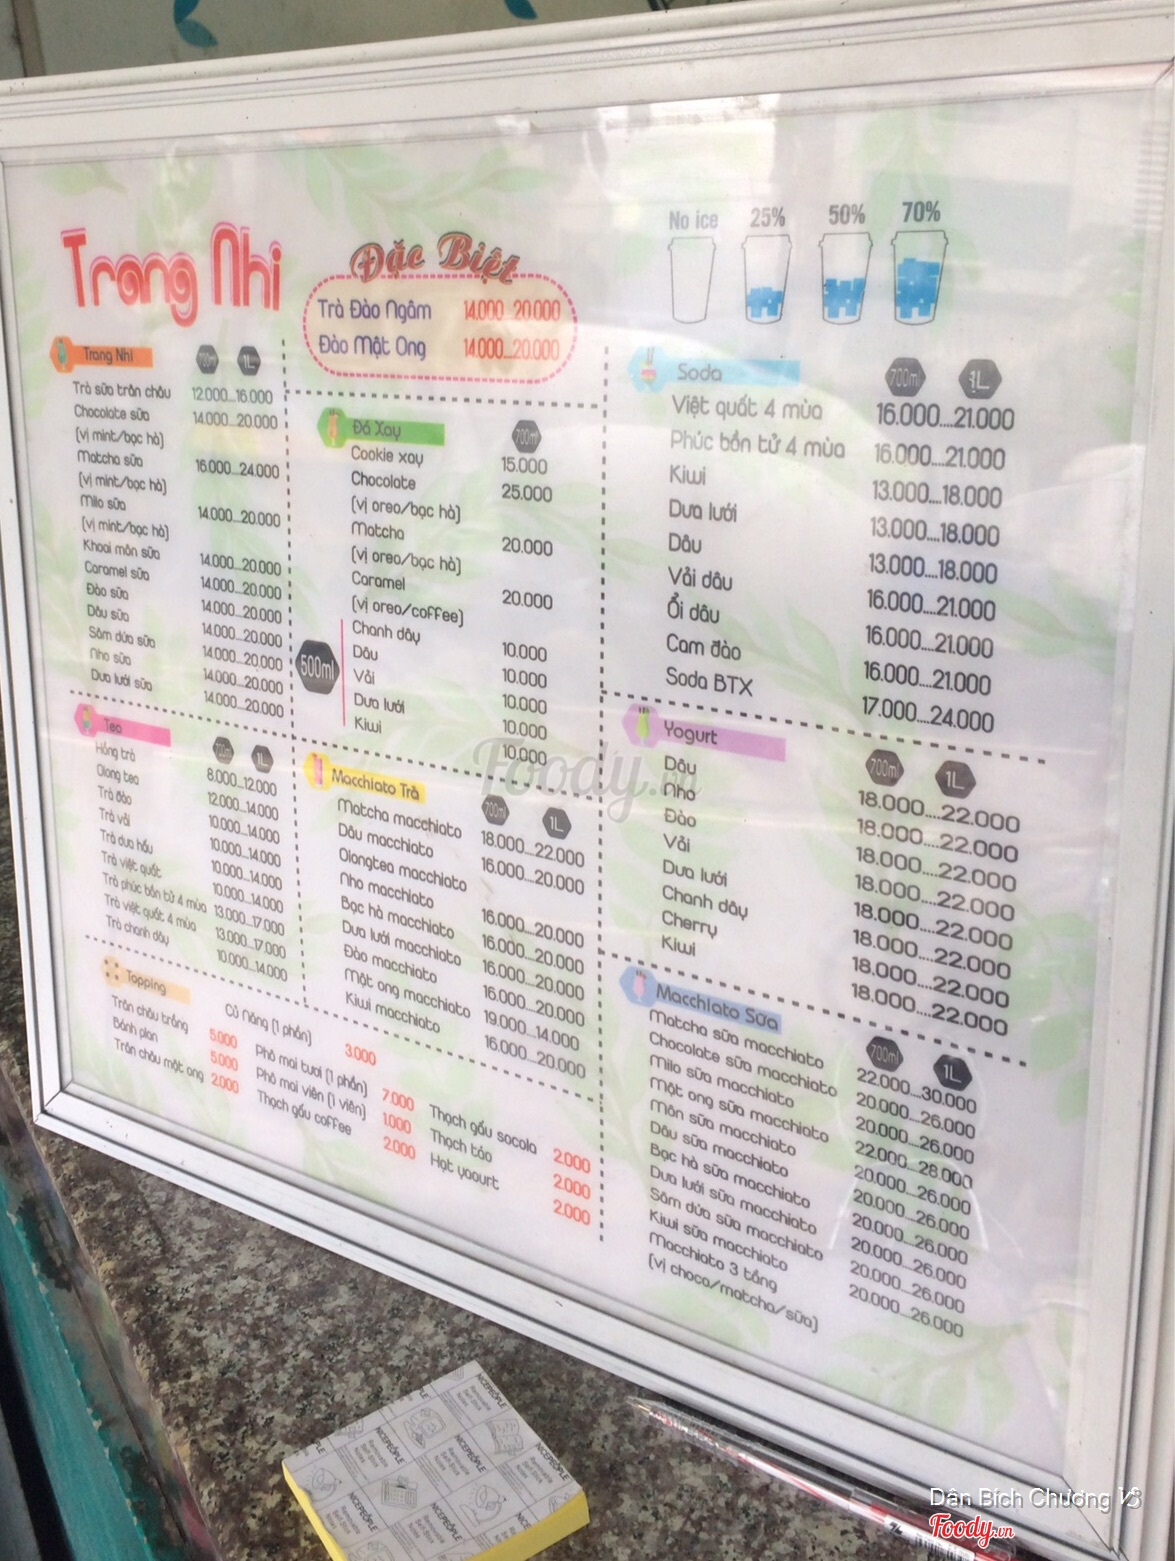 No ice 25% 50% 70%
Trang Nhi
Đặc Biệt
Trà Đào Ngâm 14.000 20.000
Đào Mật Ong 14.000...20.000
Trang Nhi 700ml 1L
Trà sữa trân châu 12.000...16.000
Chocolate sữa 14.000...20.000
(vị mint/bạc hà)
Matcha sữa 16.000...24.000
(vị mint/bạc hà)
Milo sữa 14.000...20.000
(vị mint/bạc hà)
Khoai môn sữa 14.000...20.000
Caramel sữa 14.000...20.000
Đào sữa 14.000...20.000
Dâu sữa 14.000...20.000
Sâm dứa sữa 14.000...20.000
Nho sữa 14.000...20.000
Dưa lưới sữa 14.000...20.000
Tea 700ml 1L
Hồng trà 8.000...12.000
Olong tea 12.000...14.000
Trà đào 10.000...14.000
Trà vải 10.000...14.000
Trà dưa hấu 10.000...14.000
Trà việt quất 10.000...14.000
Trà phúc bồn tử 4 mùa 13.000...17.000
Trà việt quất 4 mùa 13.000...17.000
Trà chanh dây 10.000...14.000
Đá Xay 700ml
Cookie xay 15.000
Chocolate 25.000
(vị oreo/bạc hà)
Matcha 20.000
(vị oreo/bạc hà)
Caramel 20.000
(vị oreo/coffee)
500ml
Chanh dây 10.000
Dâu 10.000
Vải 10.000
Dưa lưới 10.000
Kiwi 10.000
Macchiato Trà 700ml 1L
Matcha macchiato 18.000...22.000
Dâu macchiato 16.000...20.000
Olongtea macchiato
Nho macchiato 16.000...20.000
Bạc hà macchiato 16.000...20.000
Dưa lưới macchiato 16.000...20.000
Đào macchiato 16.000...20.000
Mật ong macchiato 19.000...14.000
Kiwi macchiato 16.000...20.000
Soda 700ml 1L
Việt quất 4 mùa 16.000....21.000
Phúc bồn tử 4 mùa 16.000....21.000
Kiwi 13.000....18.000
Dưa lưới 13.000....18.000
Dâu 13.000....18.000
Vải dâu 16.000....21.000
Ổi dâu 16.000....21.000
Cam đào 16.000....21.000
Soda BTX 17.000...24.000
Yogurt 700ml 1L
Dâu 18.000....22.000
Nho 18.000....22.000
Đào 18.000....22.000
Vải 18.000....22.000
Dưa lưới 18.000....22.000
Chanh dây 18.000....22.000
Cherry 18.000....22.000
Kiwi 18.000....22.000
Macchiato Sữa 700ml 1L
Matcha sữa macchiato 22.000...30.000
Chocolate sữa macchiato 20.000...26.000
Milo sữa macchiato 20.000...26.000
Mật ong sữa macchiato 22.000...28.000
Môn sữa macchiato 20.000...26.000
Dâu sữa macchiato 20.000...26.000
Bạc hà sữa macchiato 20.000...26.000
Dưa lưới sữa macchiato 20.000...26.000
Sâm dứa sữa macchiato 20.000...26.000
Kiwi sữa macchiato 20.000...26.000
Macchiato 3 tầng
(vị choco/matcha/sữa)
Topping
Trân châu trắng 5.000
Bánh plan 5.000
Trân châu mật ong 2.000
Củ Năng (1 phần) 3.000
Phô mai tươi (1 phần) 7.000
Phô mai viên (1 viên) 1.000
Thạch gấu coffee 2.000
Thạch gấu socola 2.000
Thạch táo 2.000
Hạt yaourt 2.000
Foody.vn
NICEPEOPLE
Dân Bích Chương
Foody.vn